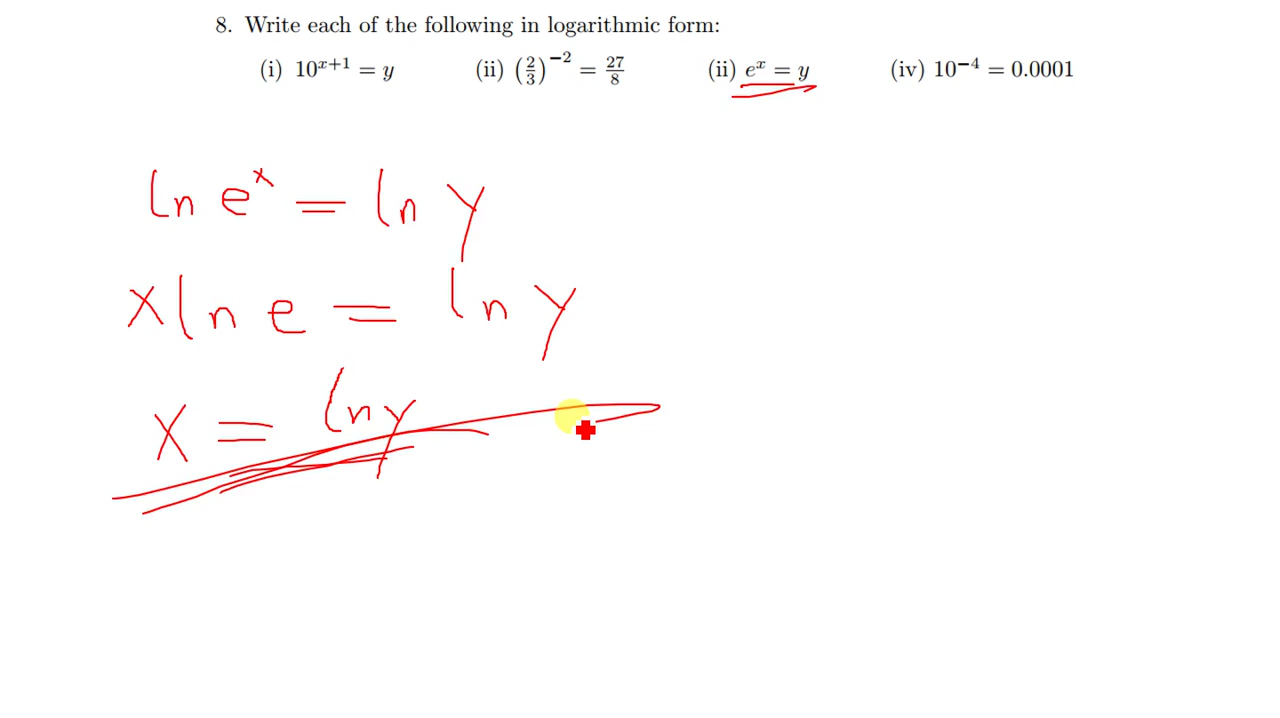 8. Write each of the following in logarithmic form:
(i) 10^{x+1} = y (ii) (2/3)^{-2} = 27/8 (ii) e^x = y (iv) 10^{-4} = 0.0001
ln e^x = ln y
x ln e = ln y
x = ln y